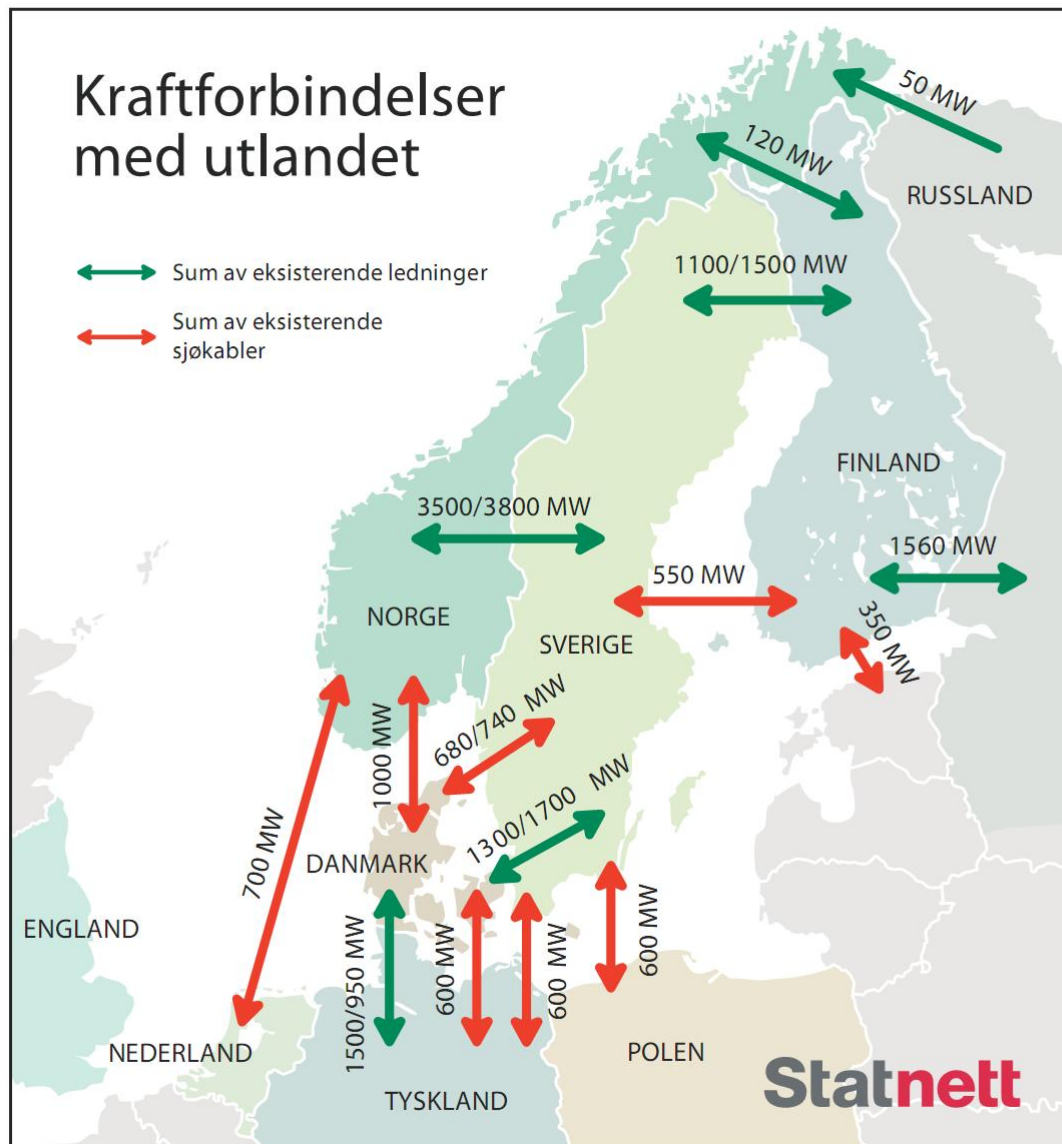 Kraftforbindelser
med utlandet
Sum av eksisterende ledninger
Sum av eksisterende
sjøkabler
50 MW
120 MW
RUSSLAND
1100/1500 MW
FINLAND
3500/3800 MW
1560 MW
550 MW
NORGE
350 MW
SVERIGE
680/740 MW
1000 MW
1300/1700 MW
700 MW
DANMARK
ENGLAND
1500/950 MW
600 MW
600 MW
600 MW
NEDERLAND
POLEN
TYSKLAND
Statnett